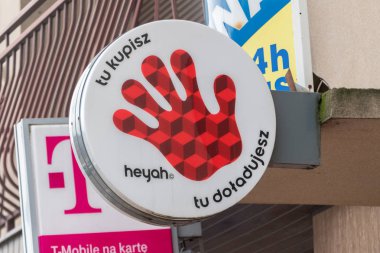 tu kupisz
heyah
tu doładujesz
T
T-Mobile na kartę
24h